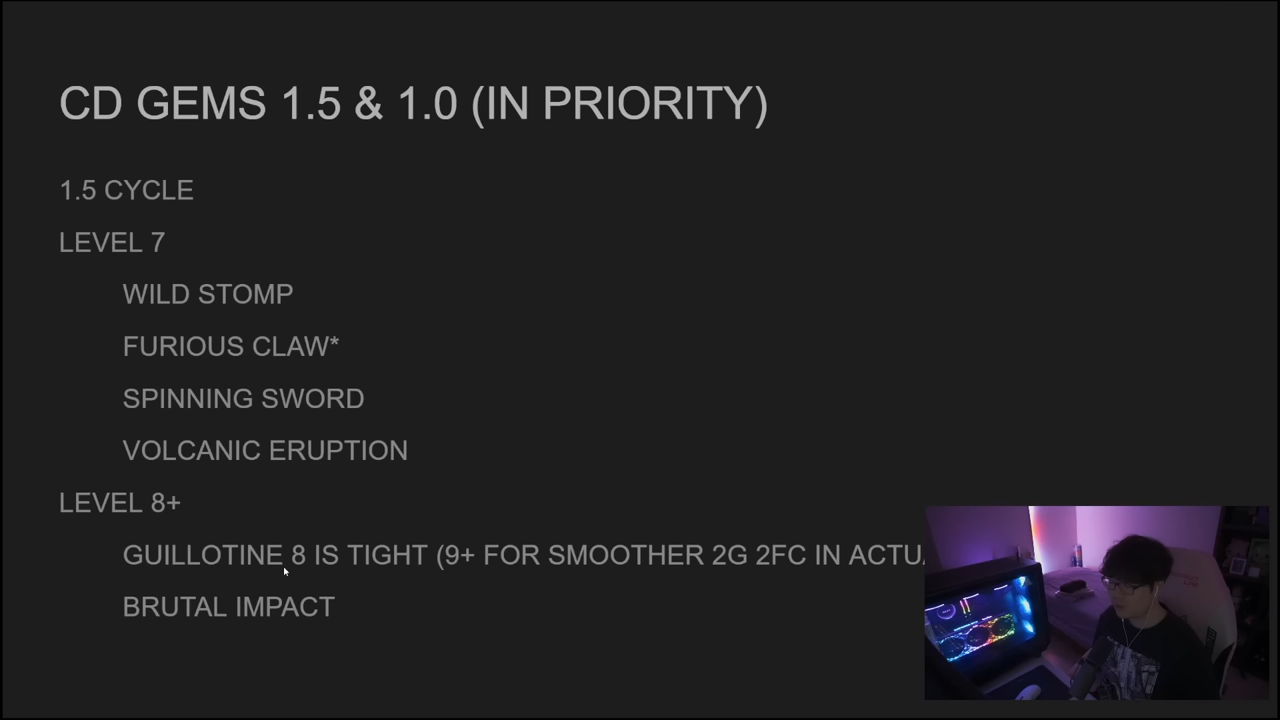 CD GEMS 1.5 & 1.0 (IN PRIORITY)
1.5 CYCLE
LEVEL 7
WILD STOMP
FURIOUS CLAW*
SPINNING SWORD
VOLCANIC ERUPTION
LEVEL 8+
GUILLOTINE 8 IS TIGHT (9+ FOR SMOOTHER 2G 2FC IN
BRUTAL IMPACT